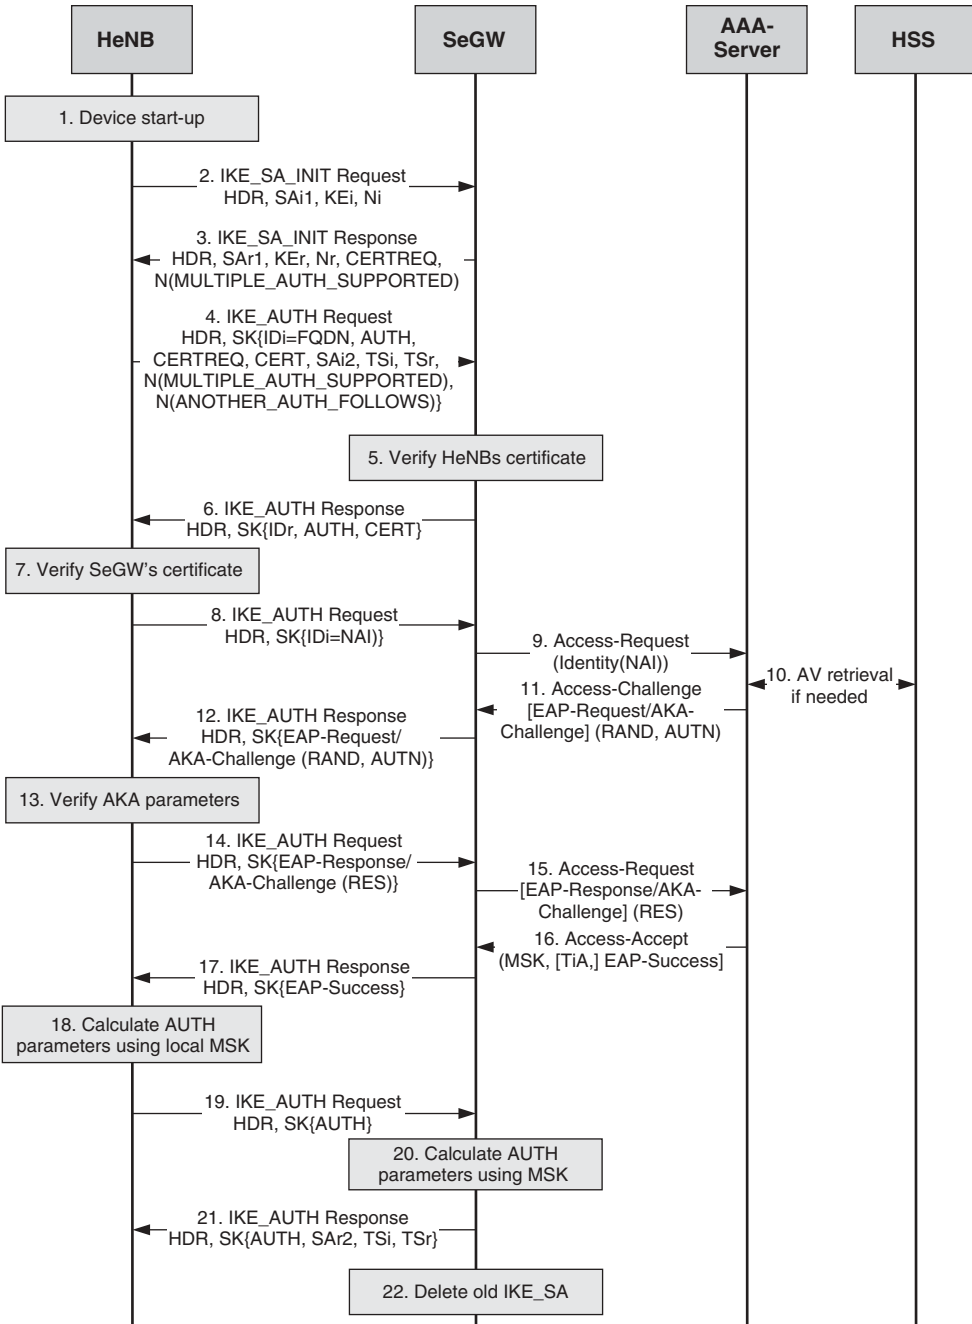 HeNB
SeGW
AAA-
Server
HSS
1. Device start-up
2. IKE_SA_INIT Request
HDR, SAi1, KEi, Ni
3. IKE_SA_INIT Response
HDR, SAr1, KEr, Nr, CERTREQ,
N(MULTIPLE_AUTH_SUPPORTED)
4. IKE_AUTH Request
HDR, SK{IDi=FQDN, AUTH,
CERTREQ, CERT, SAi2, TSi, TSr,
N(MULTIPLE_AUTH_SUPPORTED),
N(ANOTHER_AUTH_FOLLOWS)}
5. Verify HeNBs certificate
6. IKE_AUTH Response
HDR, SK{IDr, AUTH, CERT}
7. Verify SeGW's certificate
8. IKE_AUTH Request
HDR, SK{IDi=NAI)}
9. Access-Request
(Identity(NAI))
10. AV retrieval
if needed
11. Access-Challenge
[EAP-Request/AKA-
Challenge] (RAND, AUTN)
12. IKE_AUTH Response
HDR, SK{EAP-Request/
AKA-Challenge (RAND, AUTN)}
13. Verify AKA parameters
14. IKE_AUTH Request
HDR, SK{EAP-Response/
AKA-Challenge (RES)}
15. Access-Request
[EAP-Response/AKA-
Challenge] (RES)
16. Access-Accept
(MSK, [TiA,] EAP-Success]
17. IKE_AUTH Response
HDR, SK{EAP-Success}
18. Calculate AUTH
parameters using local MSK
19. IKE_AUTH Request
HDR, SK{AUTH}
20. Calculate AUTH
parameters using MSK
21. IKE_AUTH Response
HDR, SK{AUTH, SAr2, TSi, TSr}
22. Delete old IKE_SA